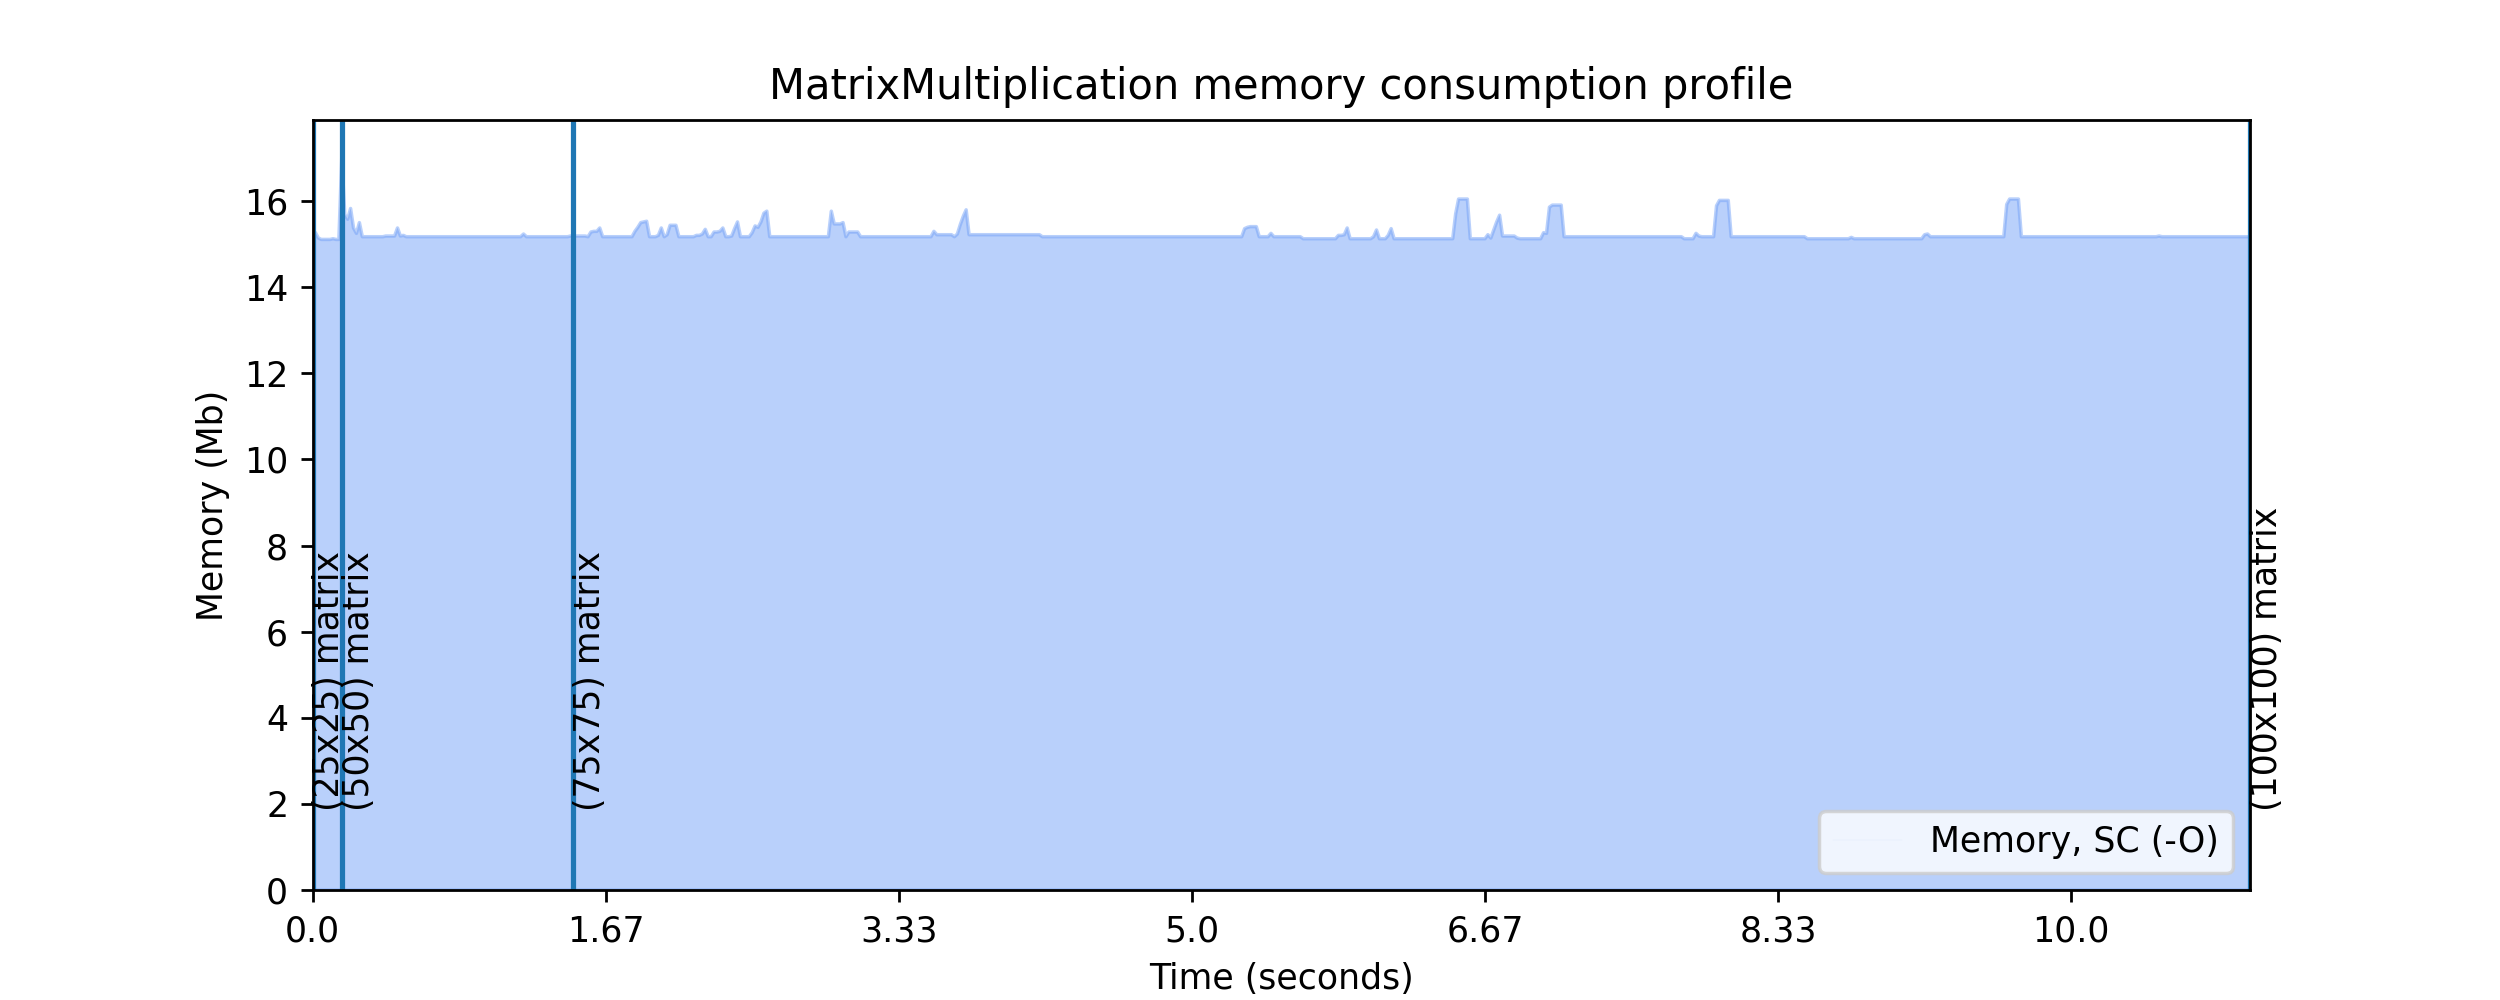 MatrixMultiplication memory consumption profile
Memory (Mb)
16
14
12
10
8
6
4
2
0
(25x25) matrix
(50x50) matrix
(75x75) matrix
(100x100) matrix
Memory, SC (-O)
0.0 1.67 3.33 5.0 6.67 8.33 10.0
Time (seconds)